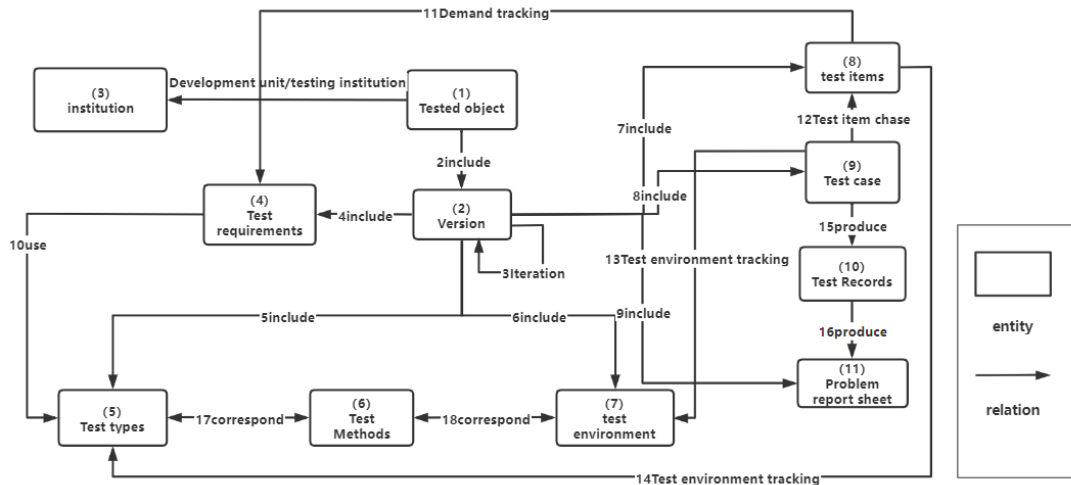 11Demand tracking
(8)
test items
Development unit/testing institution
(3)
institution
(1)
Tested object
12Test item chase
7include
2include
(9)
Test case
8include
(4)
Test
requirements
4include
(2)
Version
15produce
10use
3Iteration
13Test environment tracking
(10)
Test Records
5include
6include
9include
16produce
entity
(11)
Problem
report sheet
(5)
Test types
17correspond
(6)
Test
Methods
18correspond
(7)
test
environment
relation
14Test environment tracking